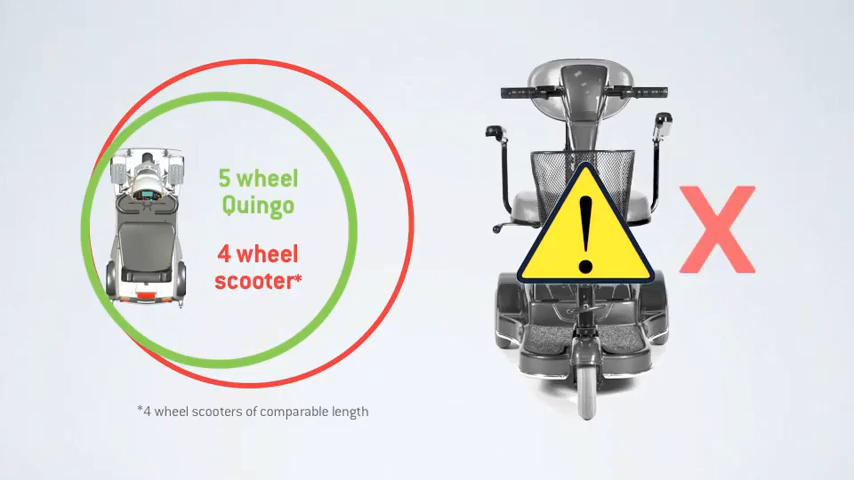 5 wheel
Quingo
4 wheel
scooter*
*4 wheel scooters of comparable length
!
X